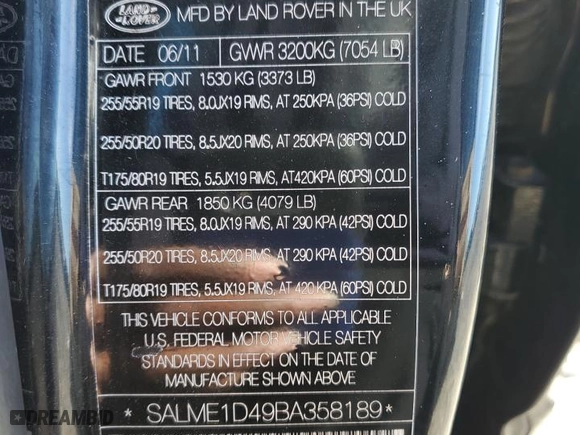 LAND-
ROVER
MFD BY LAND ROVER IN THE UK
DATE 06/11 GWWR 3200KG (7054 LB)
GAWR FRONT 1530 KG (3373 LB)
255/55R19 TIRES, 8.0JX19 RIMS, AT 250KPA (36PSI) COLD
255/50R20 TIRES, 8.5JX20 RIMS, AT 250KPA (36PSI) COLD
T175/80R19 TIRES, 5.5JX19 RIMS, AT420KPA (60PSI) COLD
GAWR REAR 1850 KG (4079 LB)
255/55R19 TIRES, 8.0JX19 RIMS, AT 290 KPA (42PSI) COLD
255/50R20 TIRES, 8.5JX20 RIMS, AT 290 KPA (42PSI) COLD
T175/80R19 TIRES, 5.5JX19 RIMS, AT 420 KPA (60PSI) COLD
THIS VEHICLE CONFORMS TO ALL APPLICABLE
U.S. FEDERAL MOTOR VEHICLE SAFETY
STANDARDS IN EFFECT ON THE DATE OF
MANUFACTURE SHOWN ABOVE
* SALME1D49BA358189*
DREAMBID